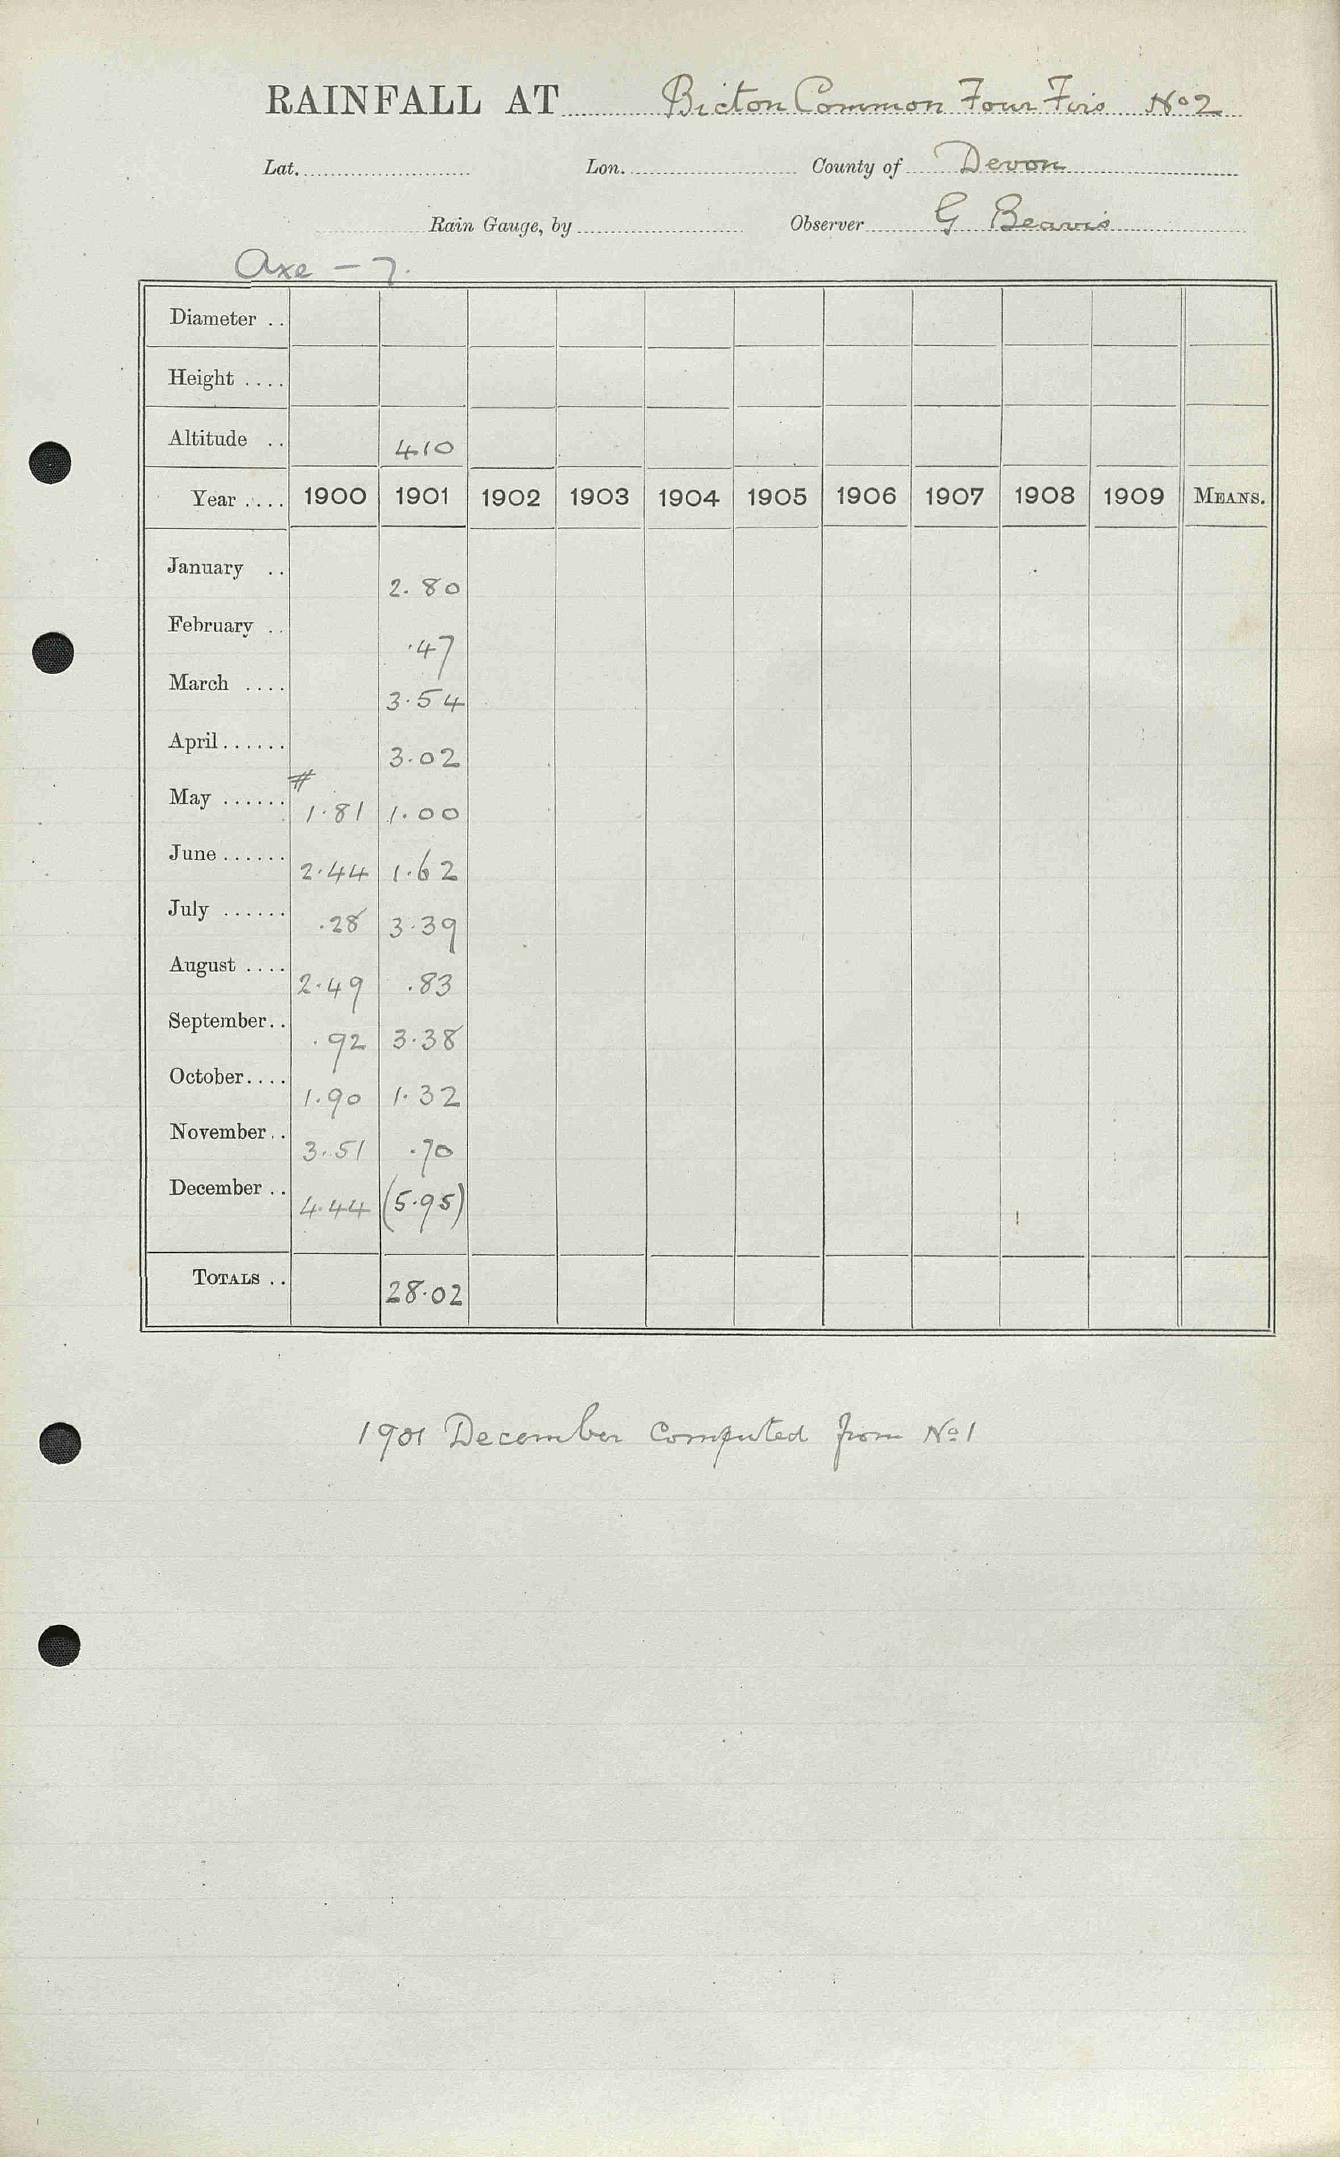 RAINFALL AT Bicton Common Four Firs No 2
Lat. Lon. County of Devon
Rain Gauge, by Observer G Beavis
Axe - 7.
Diameter ..
Height ....
Altitude .. 410
Year .... 1900 1901 1902 1903 1904 1905 1906 1907 1908 1909 MEANS.
January .. 2.80
February .. .47
March .... 3.54
April...... 3.02
#
May ...... 1.81 1.00
June ...... 2.44 1.62
July ...... .28 3.39
August .... 2.49 .83
September.. .92 3.38
October.... 1.90 1.32
November.. 3.51 .70
December .. 4.44 (5.95)
TOTALS .. 28.02
1901 December Computed from No 1